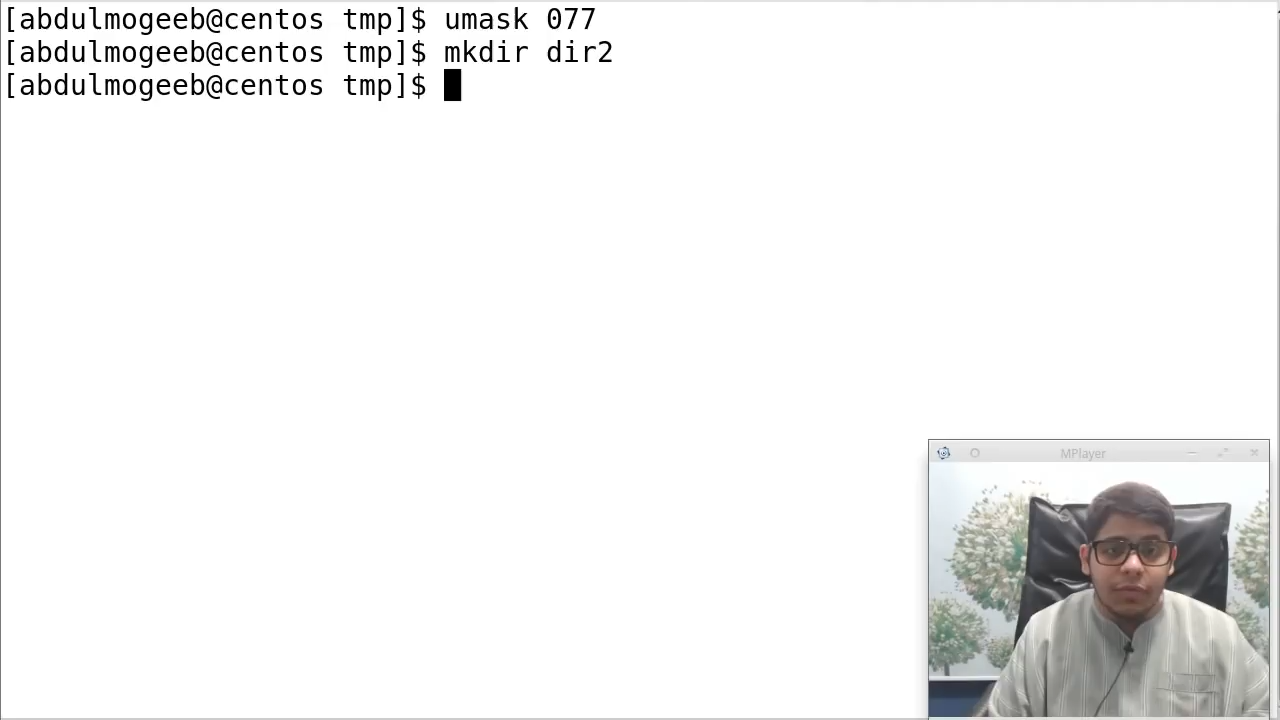 [abdulmogeeb@centos tmp]$ umask 077
[abdulmogeeb@centos tmp]$ mkdir dir2
[abdulmogeeb@centos tmp]$
MPlayer